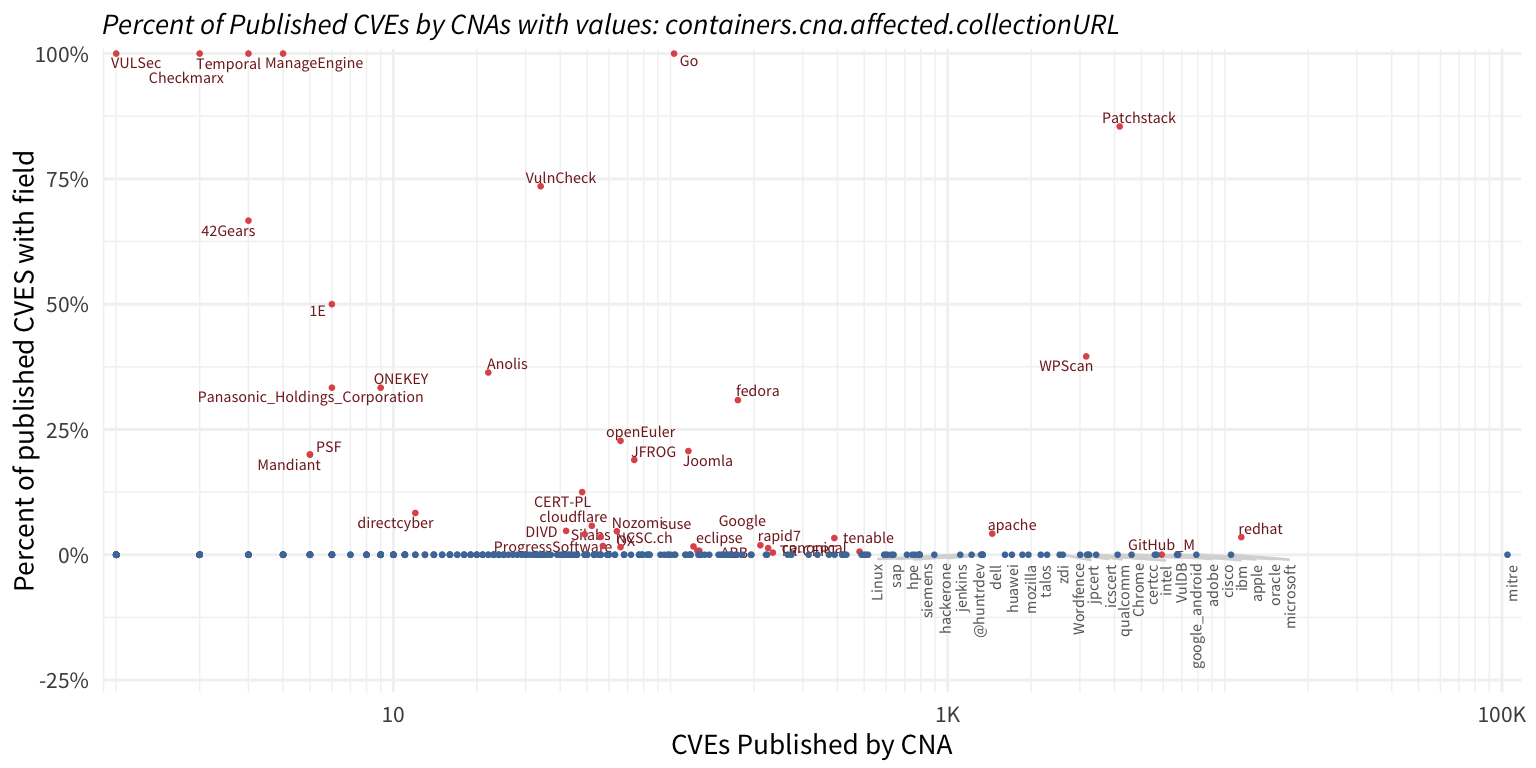 Percent of Published CVEs by CNAs with values: containers.cna.affected.collectionURL
Percent of published CVES with field
100%
75%
50%
25%
0%
-25%
VULSec
Checkmarx
Temporal
ManageEngine
Go
Patchstack
VulnCheck
42Gears
1E
WPScan
Anolis
ONEKEY
Panasonic_Holdings_Corporation
fedora
openEuler
PSF
JFROG
Joomla
Mandiant
CERT-PL
cloudflare
directcyber
Nozomi
suse
Google
apache
redhat
DIVD
Silabs
NCSC.ch
eclipse
rapid7
canonical
tenable
GitHub_M
ProgressSoftware
OX
ABB
Linux
sap
hpe
siemens
hackerone
jenkins
@huntrdev
dell
huawei
mozilla
talos
zdi
Wordfence
jpcert
icscert
qualcomm
Chrome
certcc
intel
VulDB
google_android
adobe
cisco
ibm
apple
oracle
microsoft
mitre
10
1K
100K
CVEs Published by CNA